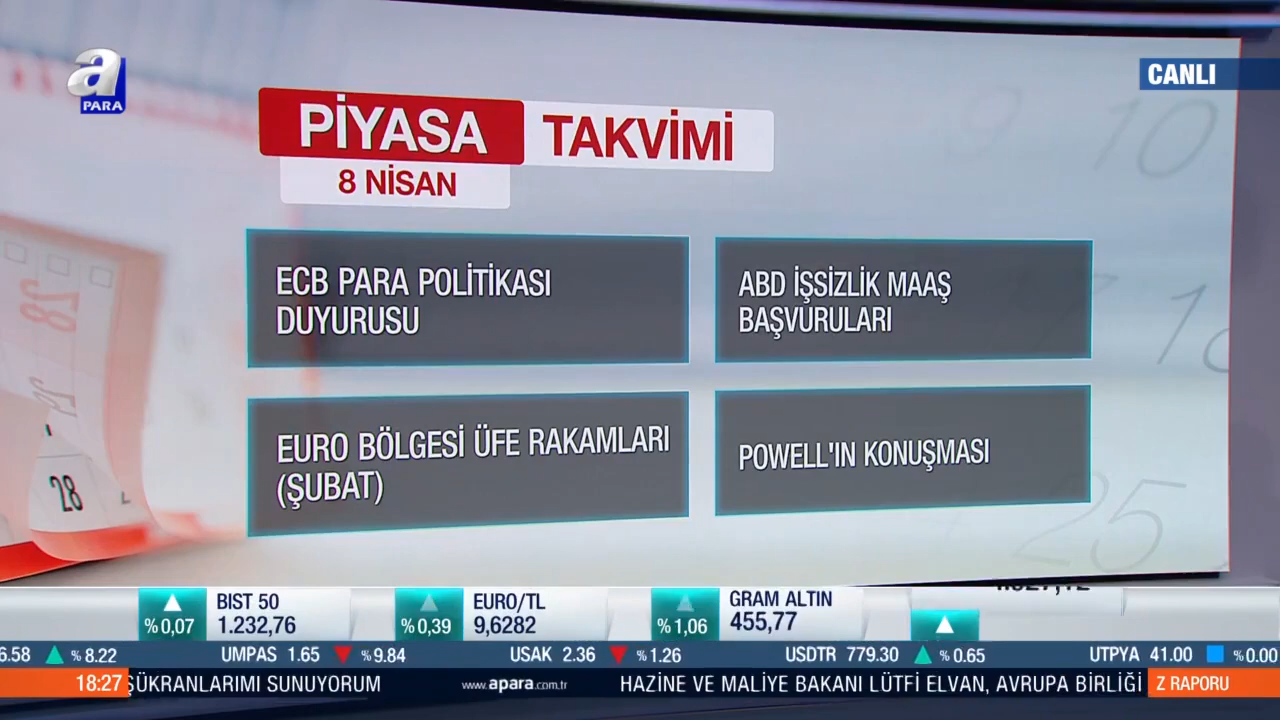 a
PARA
CANLI
PİYASA TAKVİMİ
8 NİSAN
ECB PARA POLİTİKASI
DUYURUSU
ABD İŞSİZLİK MAAŞ
BAŞVURULARI
EURO BÖLGESİ ÜFE RAKAMLARI
(ŞUBAT)
POWELL'IN KONUŞMASI
28
10
25
%0,07 BIST 50 1.232,76
%0,39 EURO/TL 9,6282
%1,06 GRAM ALTIN 455,77
6.58 %8.22 UMPAS 1.65 %9.84 USAK 2.36 %1.26 USDTR 779.30 %0.65 UTPYA 41.00 %0.00
18:27 ŞÜKRANLARIMI SUNUYORUM www.apara.com.tr HAZİNE VE MALİYE BAKANI LÜTFİ ELVAN, AVRUPA BİRLİĞİ Z RAPORU